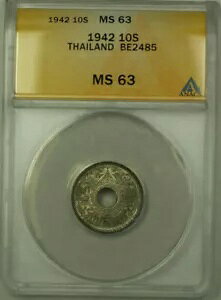 1942 10S MS 63
1942 10S
THAILAND BE2485
MS 63
ANACS